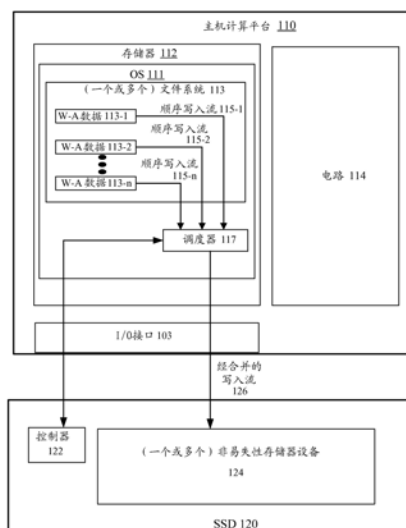 主机计算平台 110
存储器 112
OS 111
(一个或多个)文件系统 113
W-A数据 113-1
顺序写入流 115-1
W-A数据 113-2
顺序写入流
115-2
W-A数据 113-n
顺序写入流
115-n
调度器 117
电路 114
I/O接口 103
经合并的
写入流
126
控制器
122
(一个或多个)非易失性存储器设备
124
SSD 120